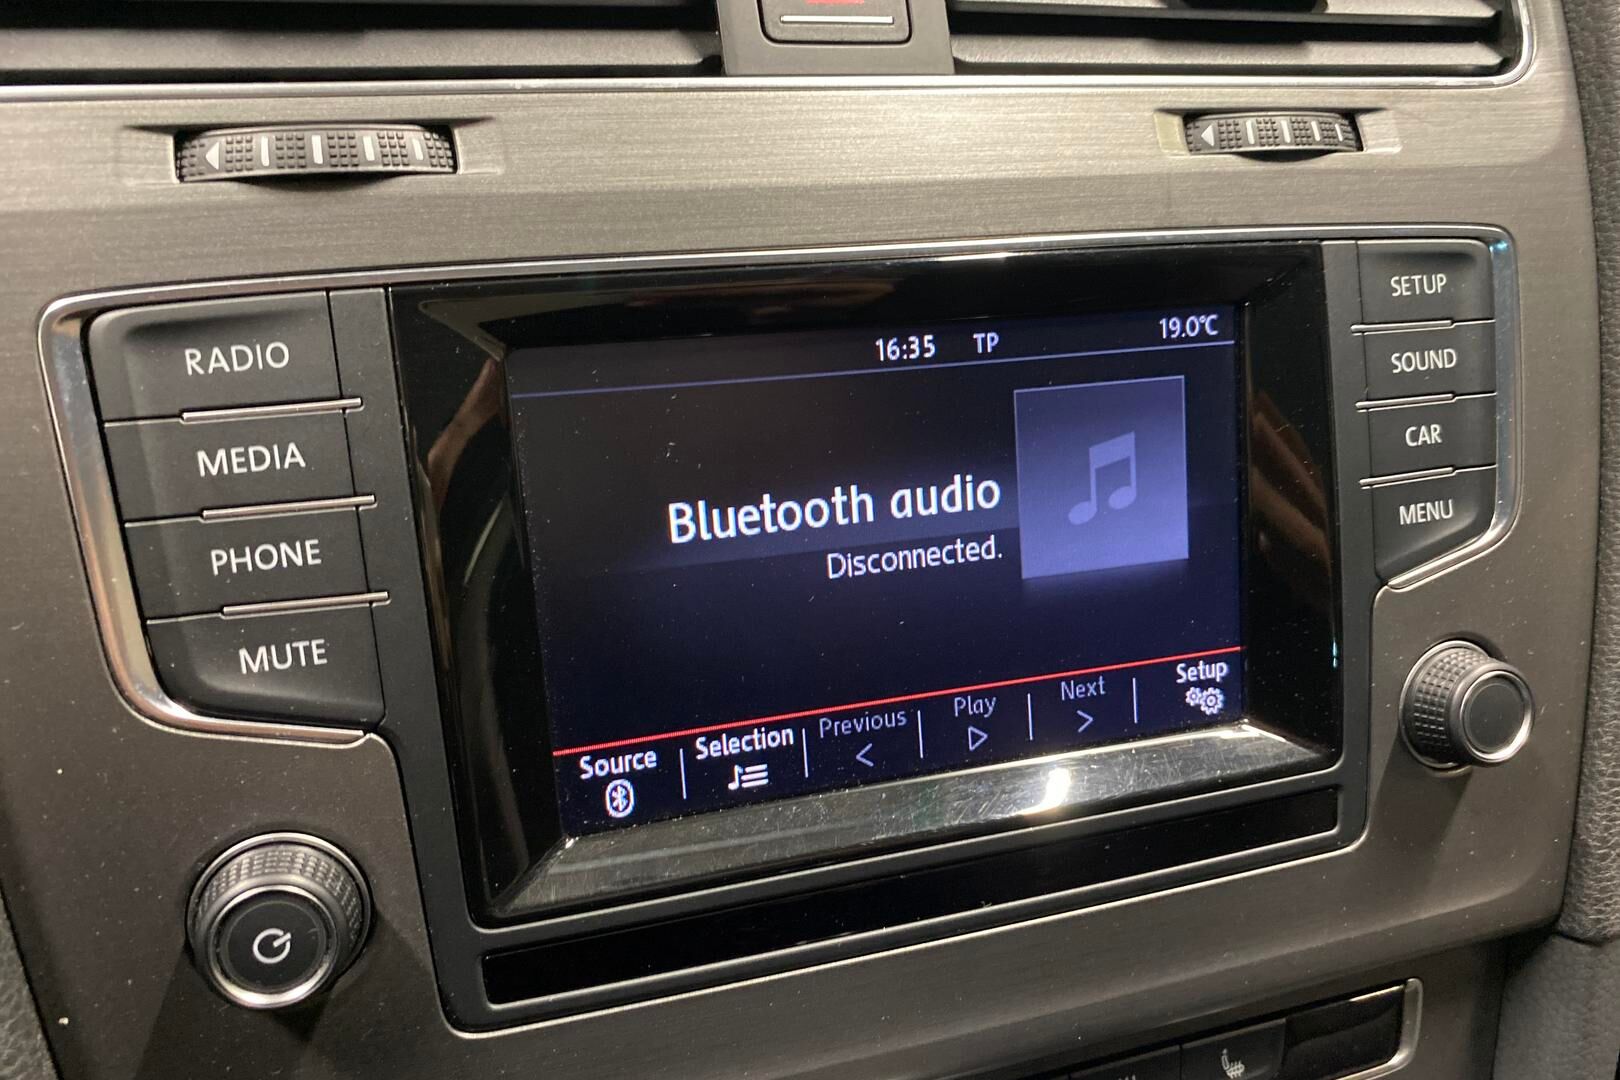 RADIO
MEDIA
PHONE
MUTE
16:35 TP 19.0°C
Bluetooth audio
Disconnected.
Source
Selection
Previous
Play
Next
Setup
SETUP
SOUND
CAR
MENU